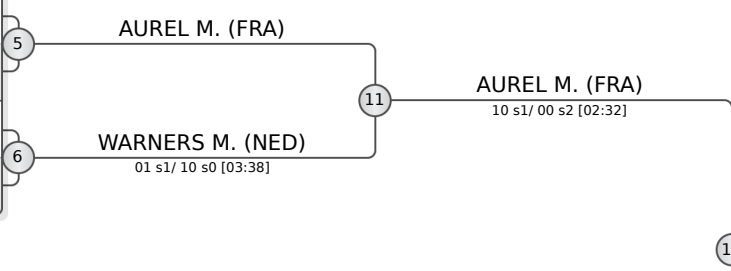 AUREL M. (FRA)
5
AUREL M. (FRA)
11
10 s1/ 00 s2 [02:32]
WARNERS M. (NED)
6
01 s1/ 10 s0 [03:38]